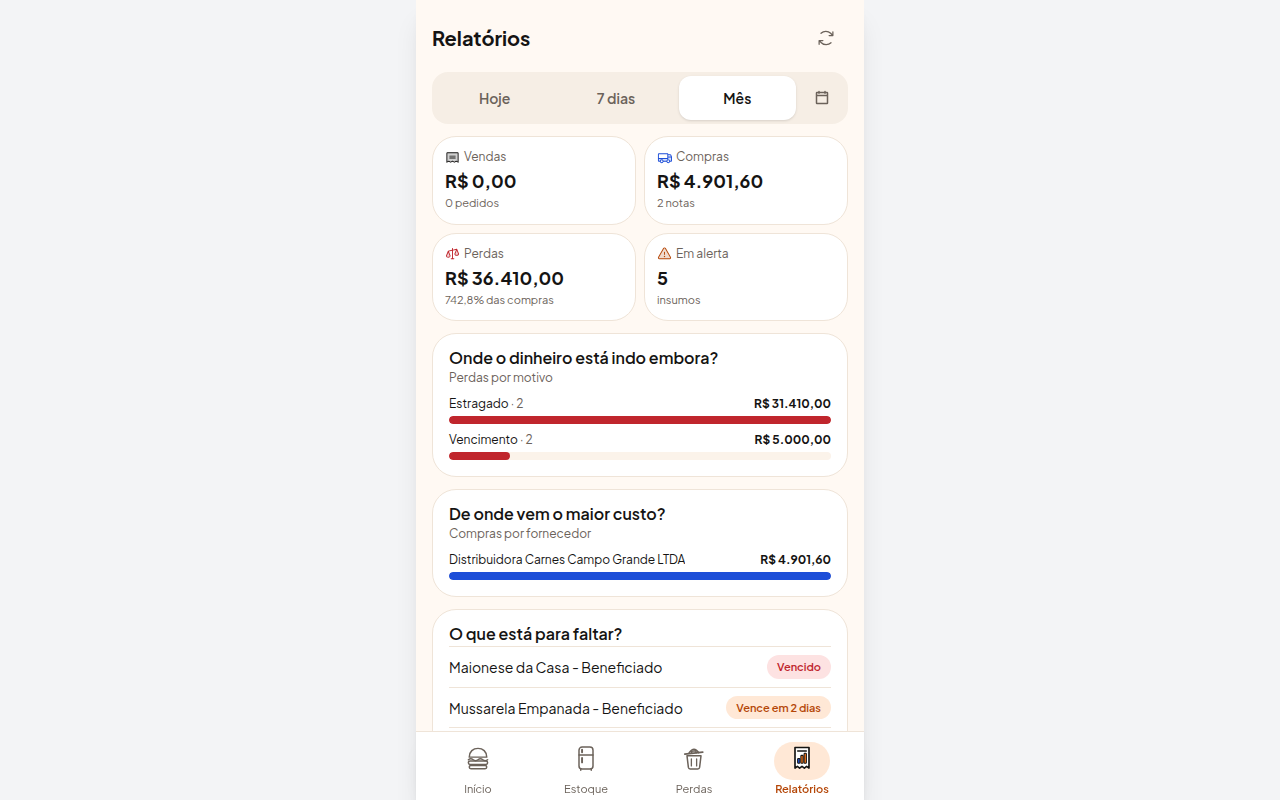 Relatórios
Hoje
7 dias
Mês
Vendas
R$ 0,00
0 pedidos
Compras
R$ 4.901,60
2 notas
Perdas
R$ 36.410,00
742,8% das compras
Em alerta
5
insumos
Onde o dinheiro está indo embora?
Perdas por motivo
Estragado · 2 R$ 31.410,00
Vencimento · 2 R$ 5.000,00
De onde vem o maior custo?
Compras por fornecedor
Distribuidora Carnes Campo Grande LTDA R$ 4.901,60
O que está para faltar?
Maionese da Casa - Beneficiado Vencido
Mussarela Empanada - Beneficiado Vence em 2 dias
Início
Estoque
Perdas
Relatórios